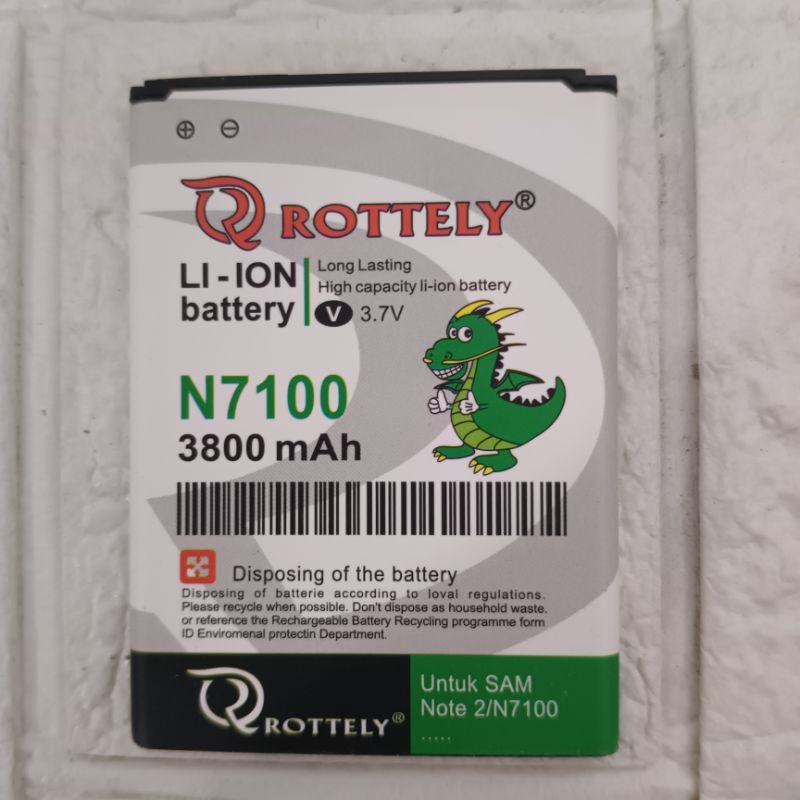 ROTTELY®
LI-ION battery
Long Lasting
High capacity li-ion battery
V 3.7V
N7100
3800 mAh
Disposing of the battery
Disposing of batterie according to loval regulations.
Please recycle when possible. Don't dispose as household waste.
or reference the Rechargeable Battery Recycling programme form
ID Enviromenal protectin Department.
ROTTELY®
Untuk SAM
Note 2/N7100
.....